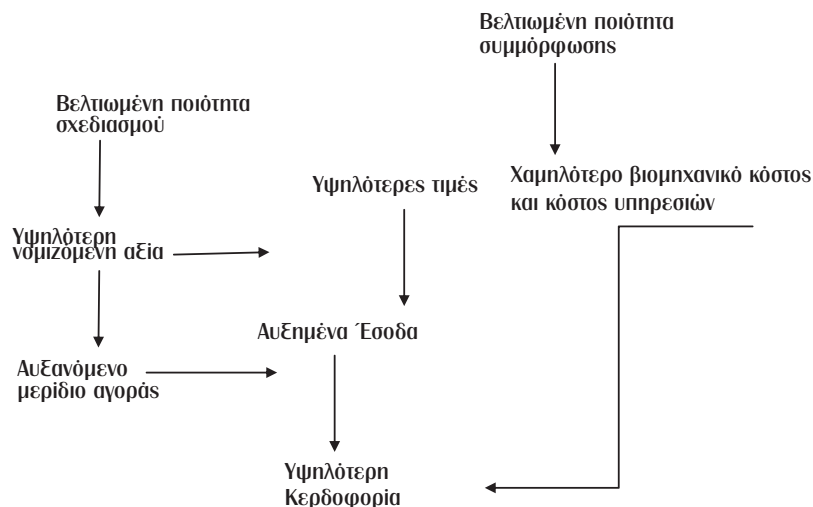 Βελτιωμένη ποιότητα
συμμόρφωσης
Βελτιωμένη ποιότητα
σχεδιασμού
Υψηλότερες τιμές
Χαμηλότερο βιομηχανικό κόστος
και κόστος υπηρεσιών
Υψηλότερη
νομιζόμενη αξία
Αυξημένα Έσοδα
Αυξανόμενο
μερίδιο αγοράς
Υψηλότερη
Κερδοφορία